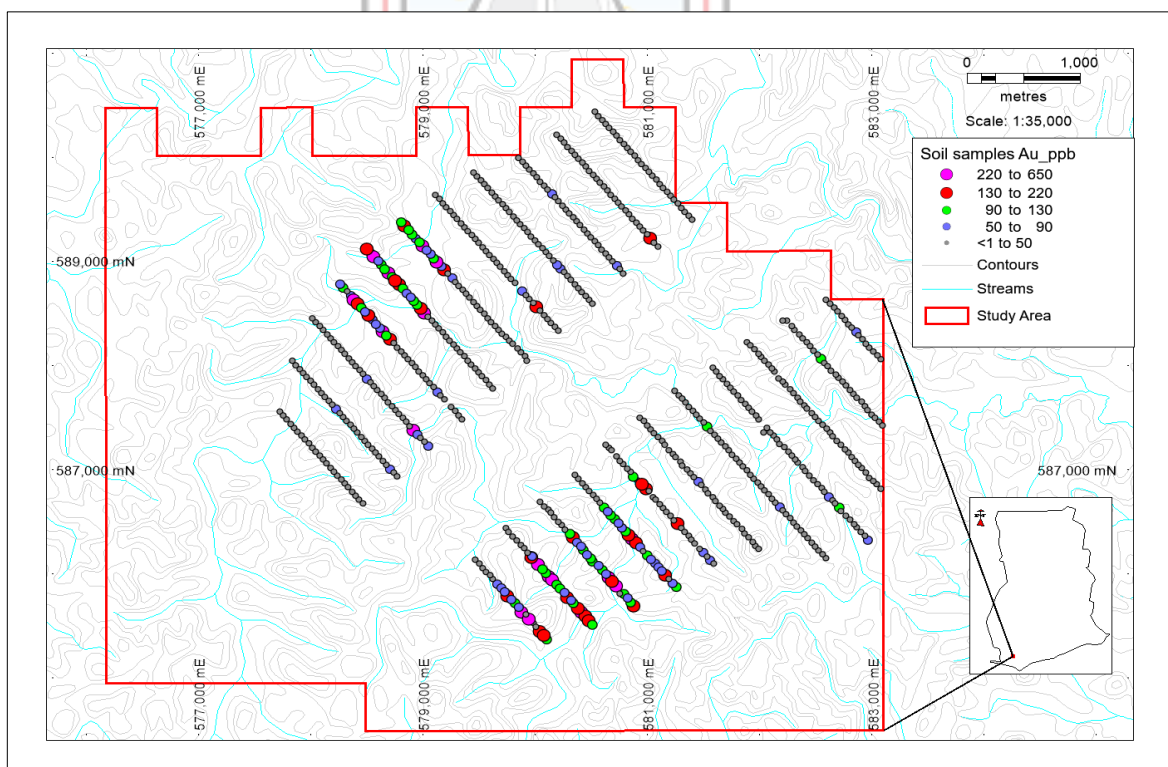 577,000 mE
579,000 mE
581,000 mE
583,000 mE
0 1,000
metres
Scale: 1:35,000
Soil samples Au_ppb
220 to 650
130 to 220
90 to 130
50 to 90
<1 to 50
Contours
Streams
Study Area
589,000 mN
587,000 mN
587,000 mN
577,000 mE
579,000 mE
581,000 mE
583,000 mE